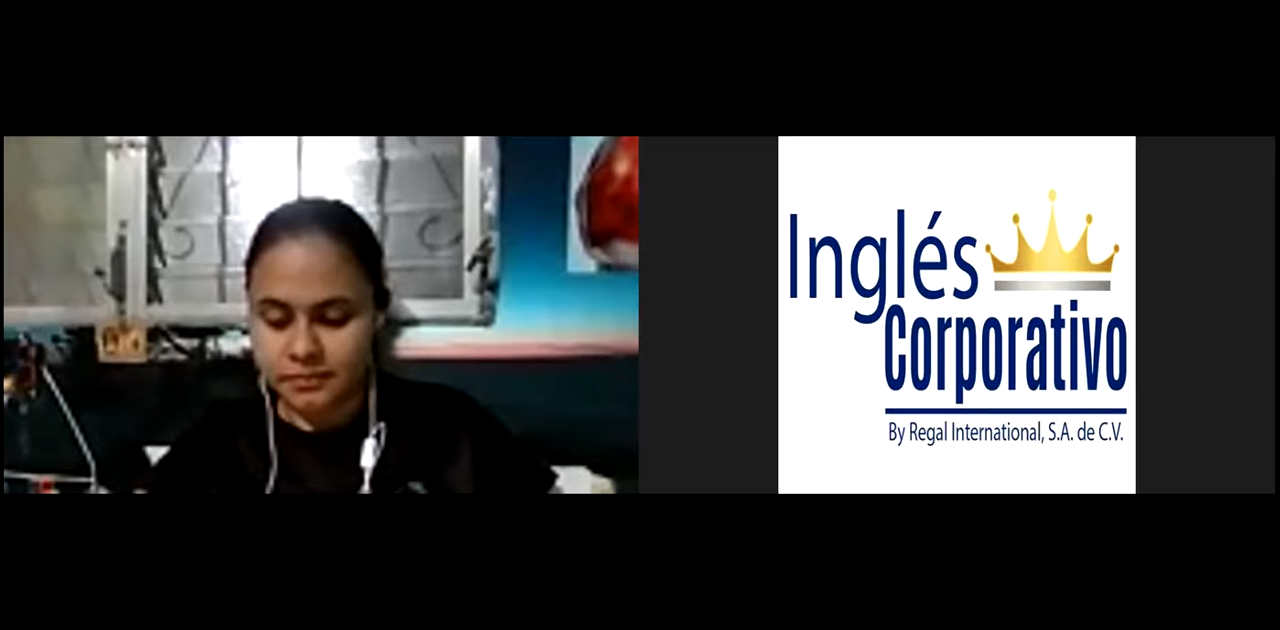 Inglés
Corporativo
By Regal International, S.A. de C.V.